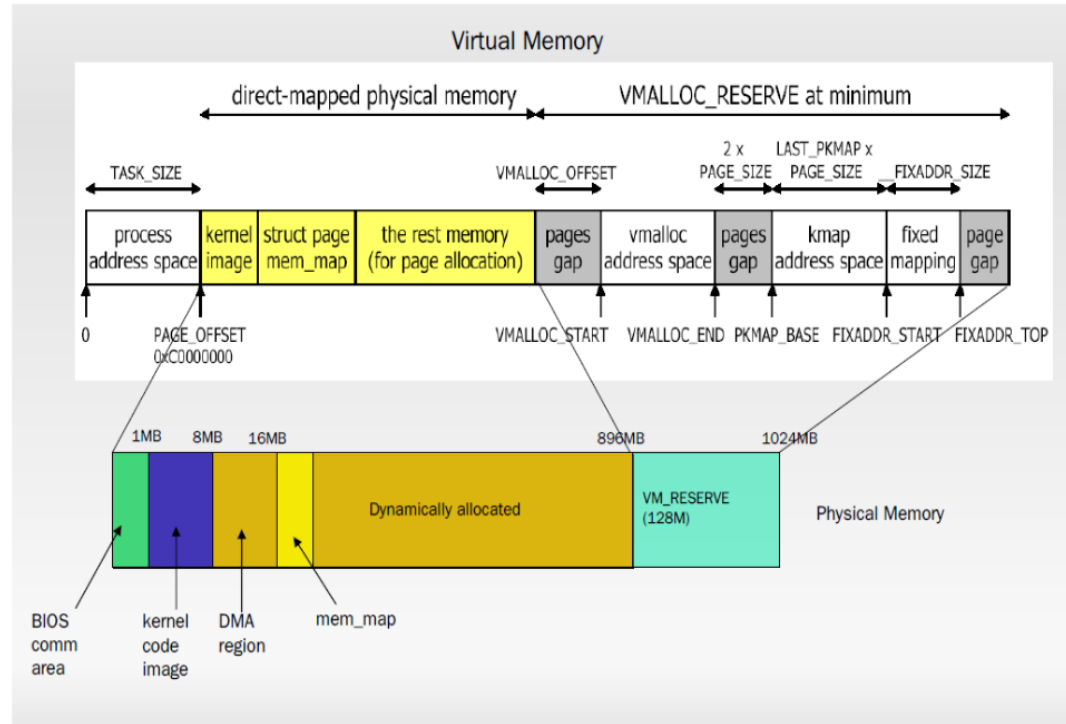 Virtual Memory
direct-mapped physical memory
VMALLOC_RESERVE at minimum
2 x
LAST_PKMAP x
TASK_SIZE
VMALLOC_OFFSET
PAGE_SIZE
PAGE_SIZE
__FIXADDR_SIZE
process
address space
kernel
image
struct page
mem_map
the rest memory
(for page allocation)
pages
gap
vmalloc
address space
pages
gap
kmap
address space
fixed
mapping
page
gap
0
PAGE_OFFSET
0xC0000000
VMALLOC_START
VMALLOC_END
PKMAP_BASE
FIXADDR_START
FIXADDR_TOP
1MB
8MB
16MB
896MB
1024MB
Dynamically allocated
VM_RESERVE
(128M)
Physical Memory
BIOS
comm
area
kernel
code
image
DMA
region
mem_map